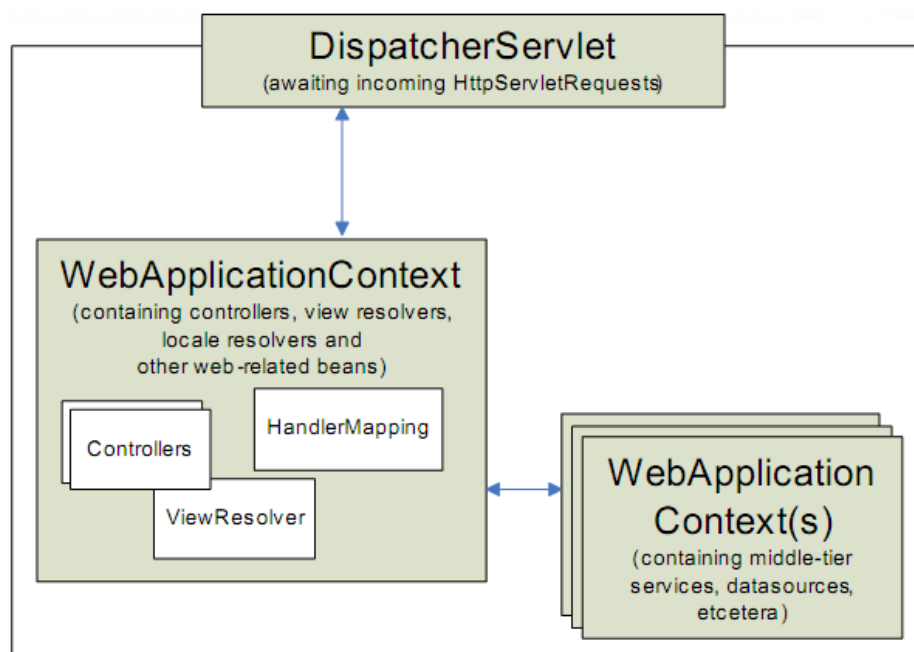 DispatcherServlet
(awaiting incoming HttpServletRequests)
WebApplicationContext
(containing controllers, view resolvers,
locale resolvers and
other web-related beans)
Controllers
HandlerMapping
ViewResolver
WebApplication
Context(s)
(containing middle-tier
services, datasources,
etcetera)